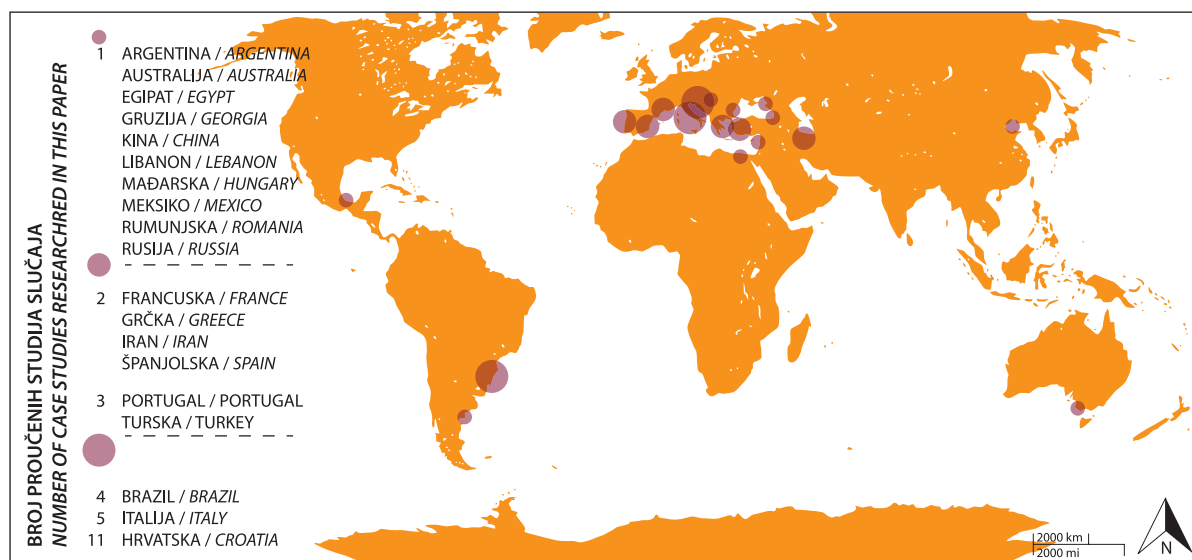 BROJ PROUČENIH STUDIJA SLUČAJA
NUMBER OF CASE STUDIES RESEARCHRED IN THIS PAPER
1 ARGENTINA / ARGENTINA
AUSTRALIJA / AUSTRALIA
EGIPAT / EGYPT
GRUZIJA / GEORGIA
KINA / CHINA
LIBANON / LEBANON
MAĐARSKA / HUNGARY
MEKSIKO / MEXICO
RUMUNJSKA / ROMANIA
RUSIJA / RUSSIA
2 FRANCUSKA / FRANCE
GRČKA / GREECE
IRAN / IRAN
ŠPANJOLSKA / SPAIN
3 PORTUGAL / PORTUGAL
TURSKA / TURKEY
4 BRAZIL / BRAZIL
5 ITALIJA / ITALY
11 HRVATSKA / CROATIA
2000 km
2000 mi
N